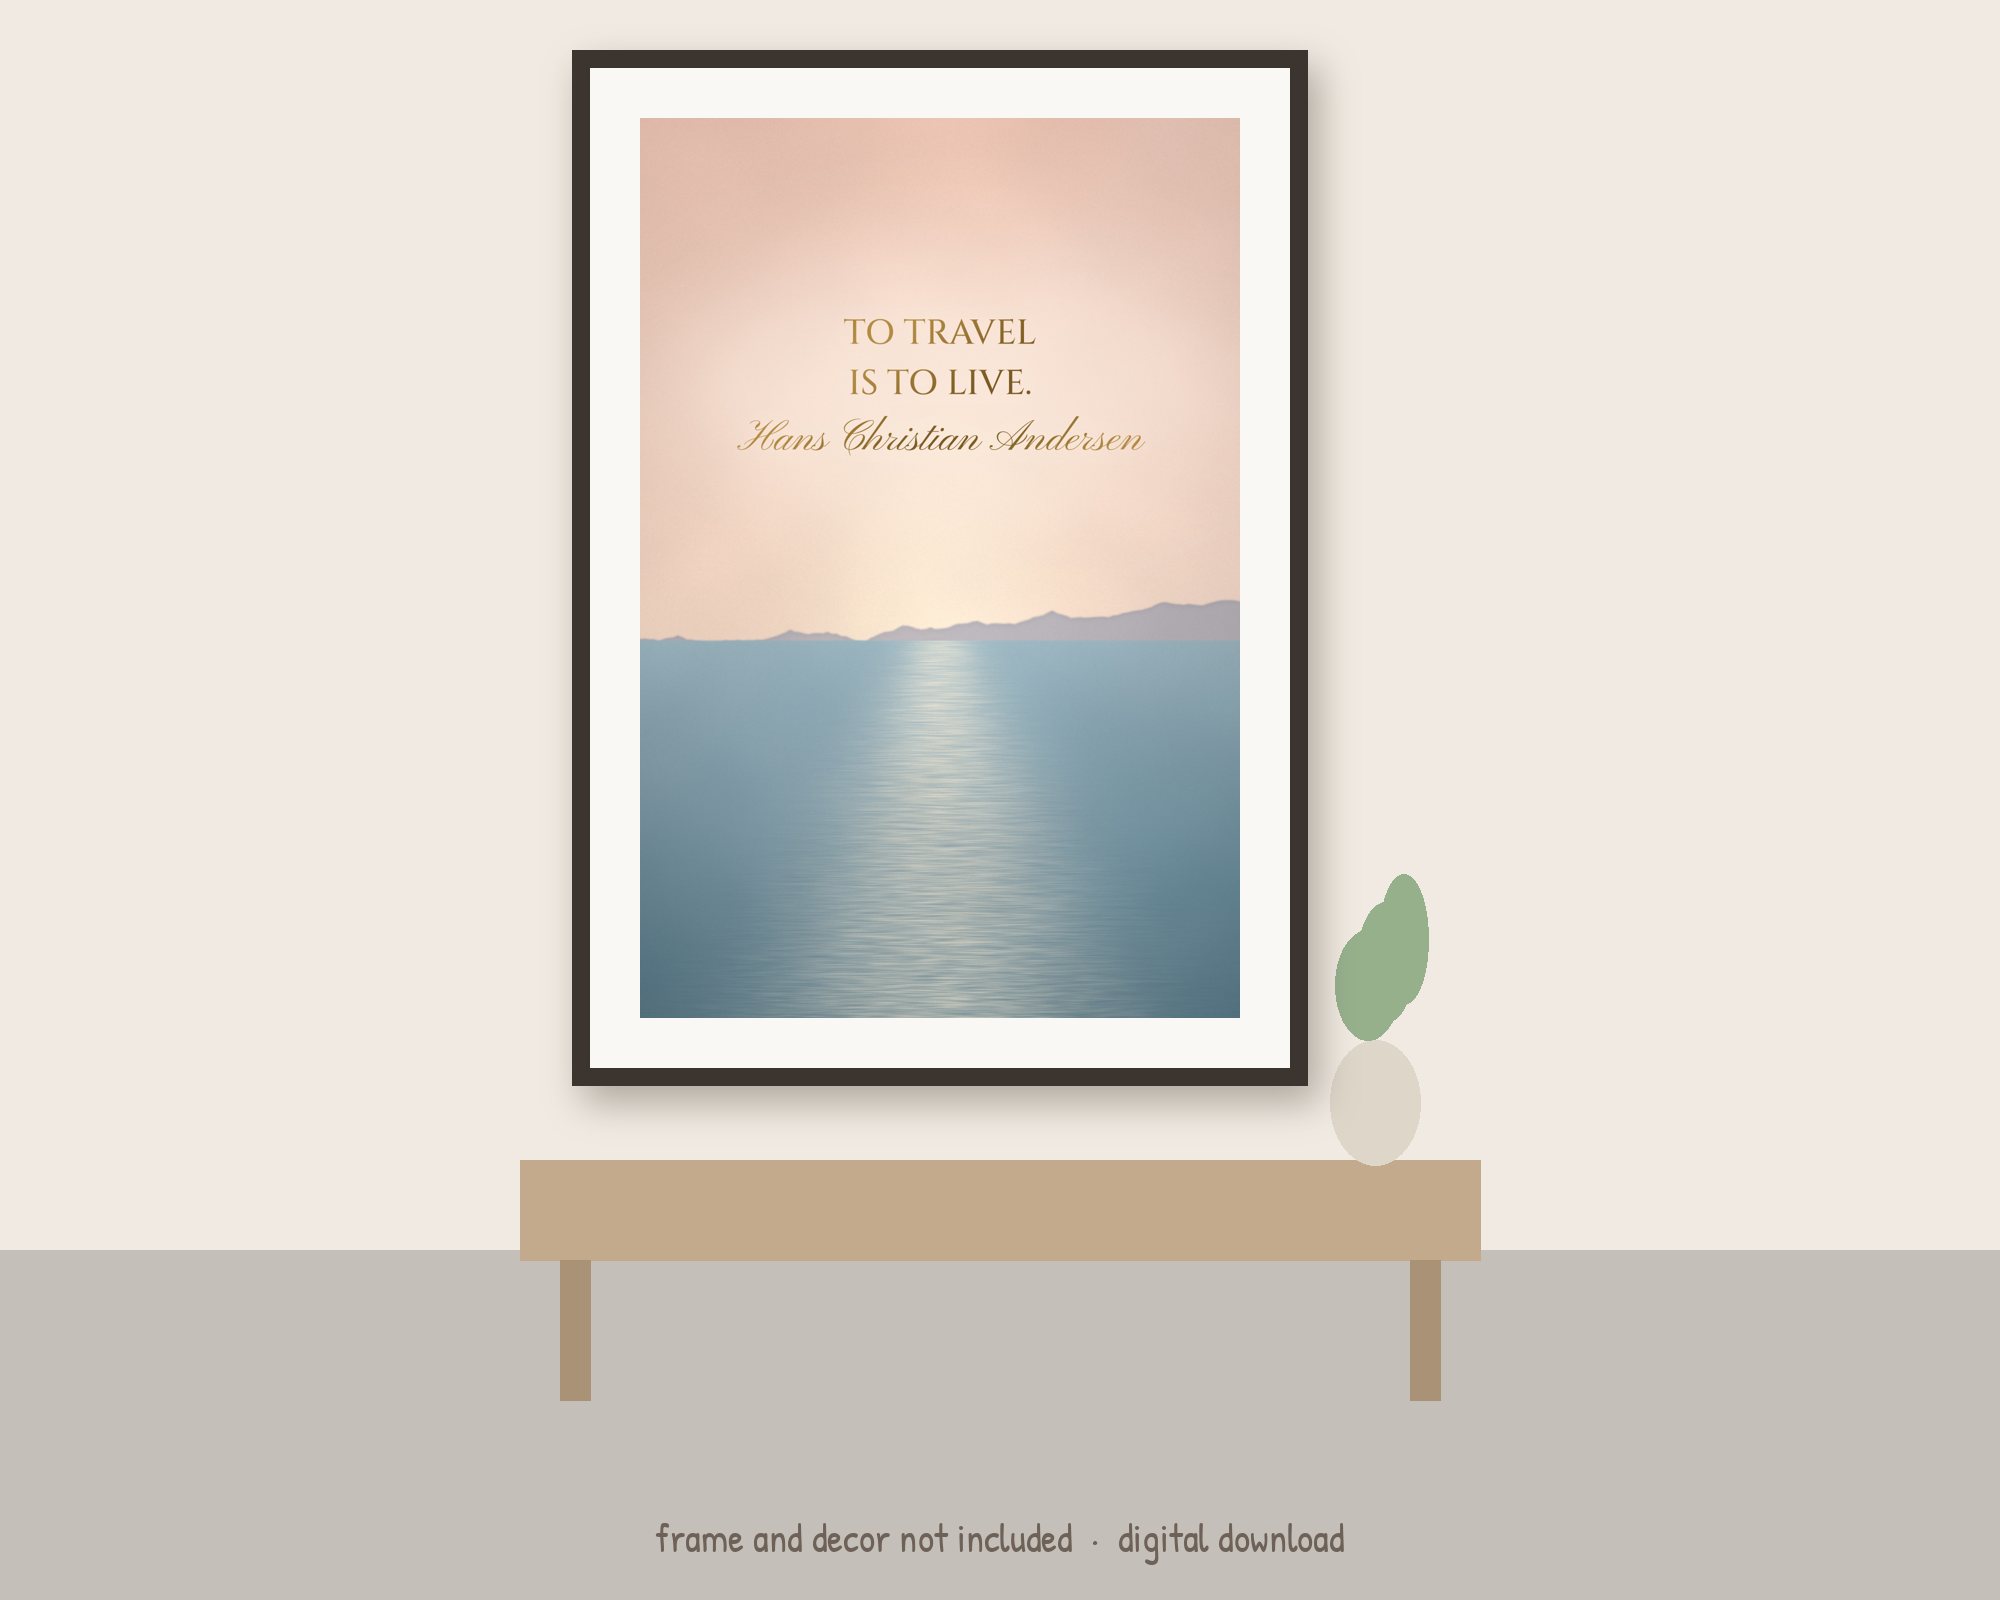 TO TRAVEL
IS TO LIVE.
Hans Christian Andersen
frame and decor not included · digital download